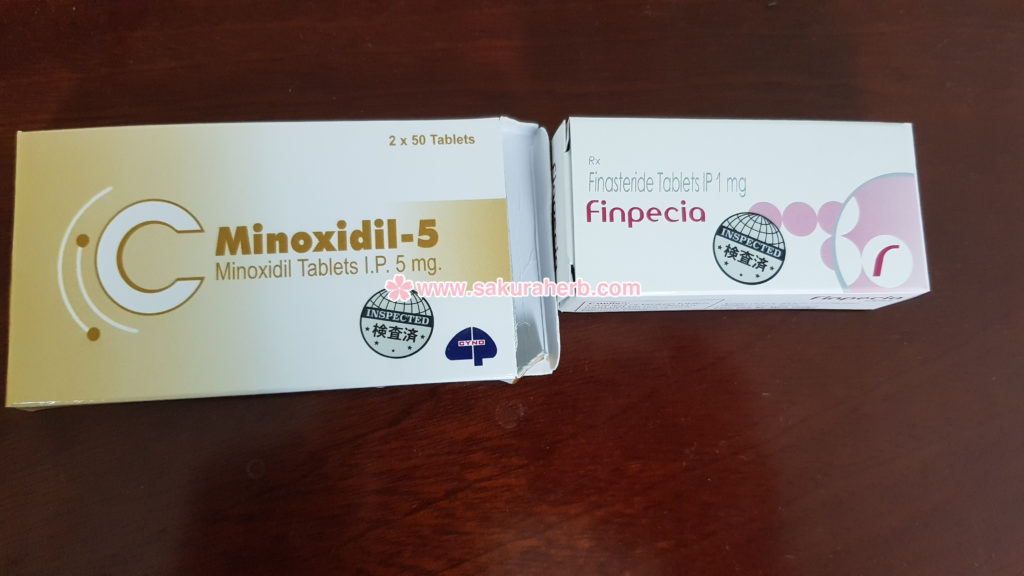 2 x 50 Tablets
C
Minoxidil-5
Minoxidil Tablets I.P. 5 mg.
INSPECTED
検査済
CYNO
Rx
Finasteride Tablets IP 1 mg
Finpecia
INSPECTED
検査済
r
Finpecia
www.sakuraherb.com